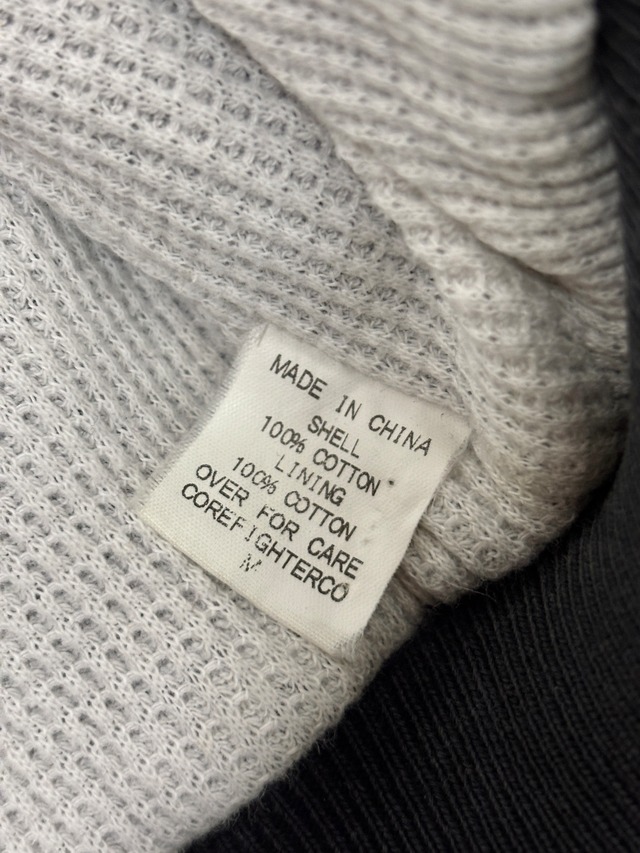 MADE IN CHINA
SHELL
100% COTTON
LINING
100% COTTON
OVER FOR CARE
COREFIGHTERCO
M